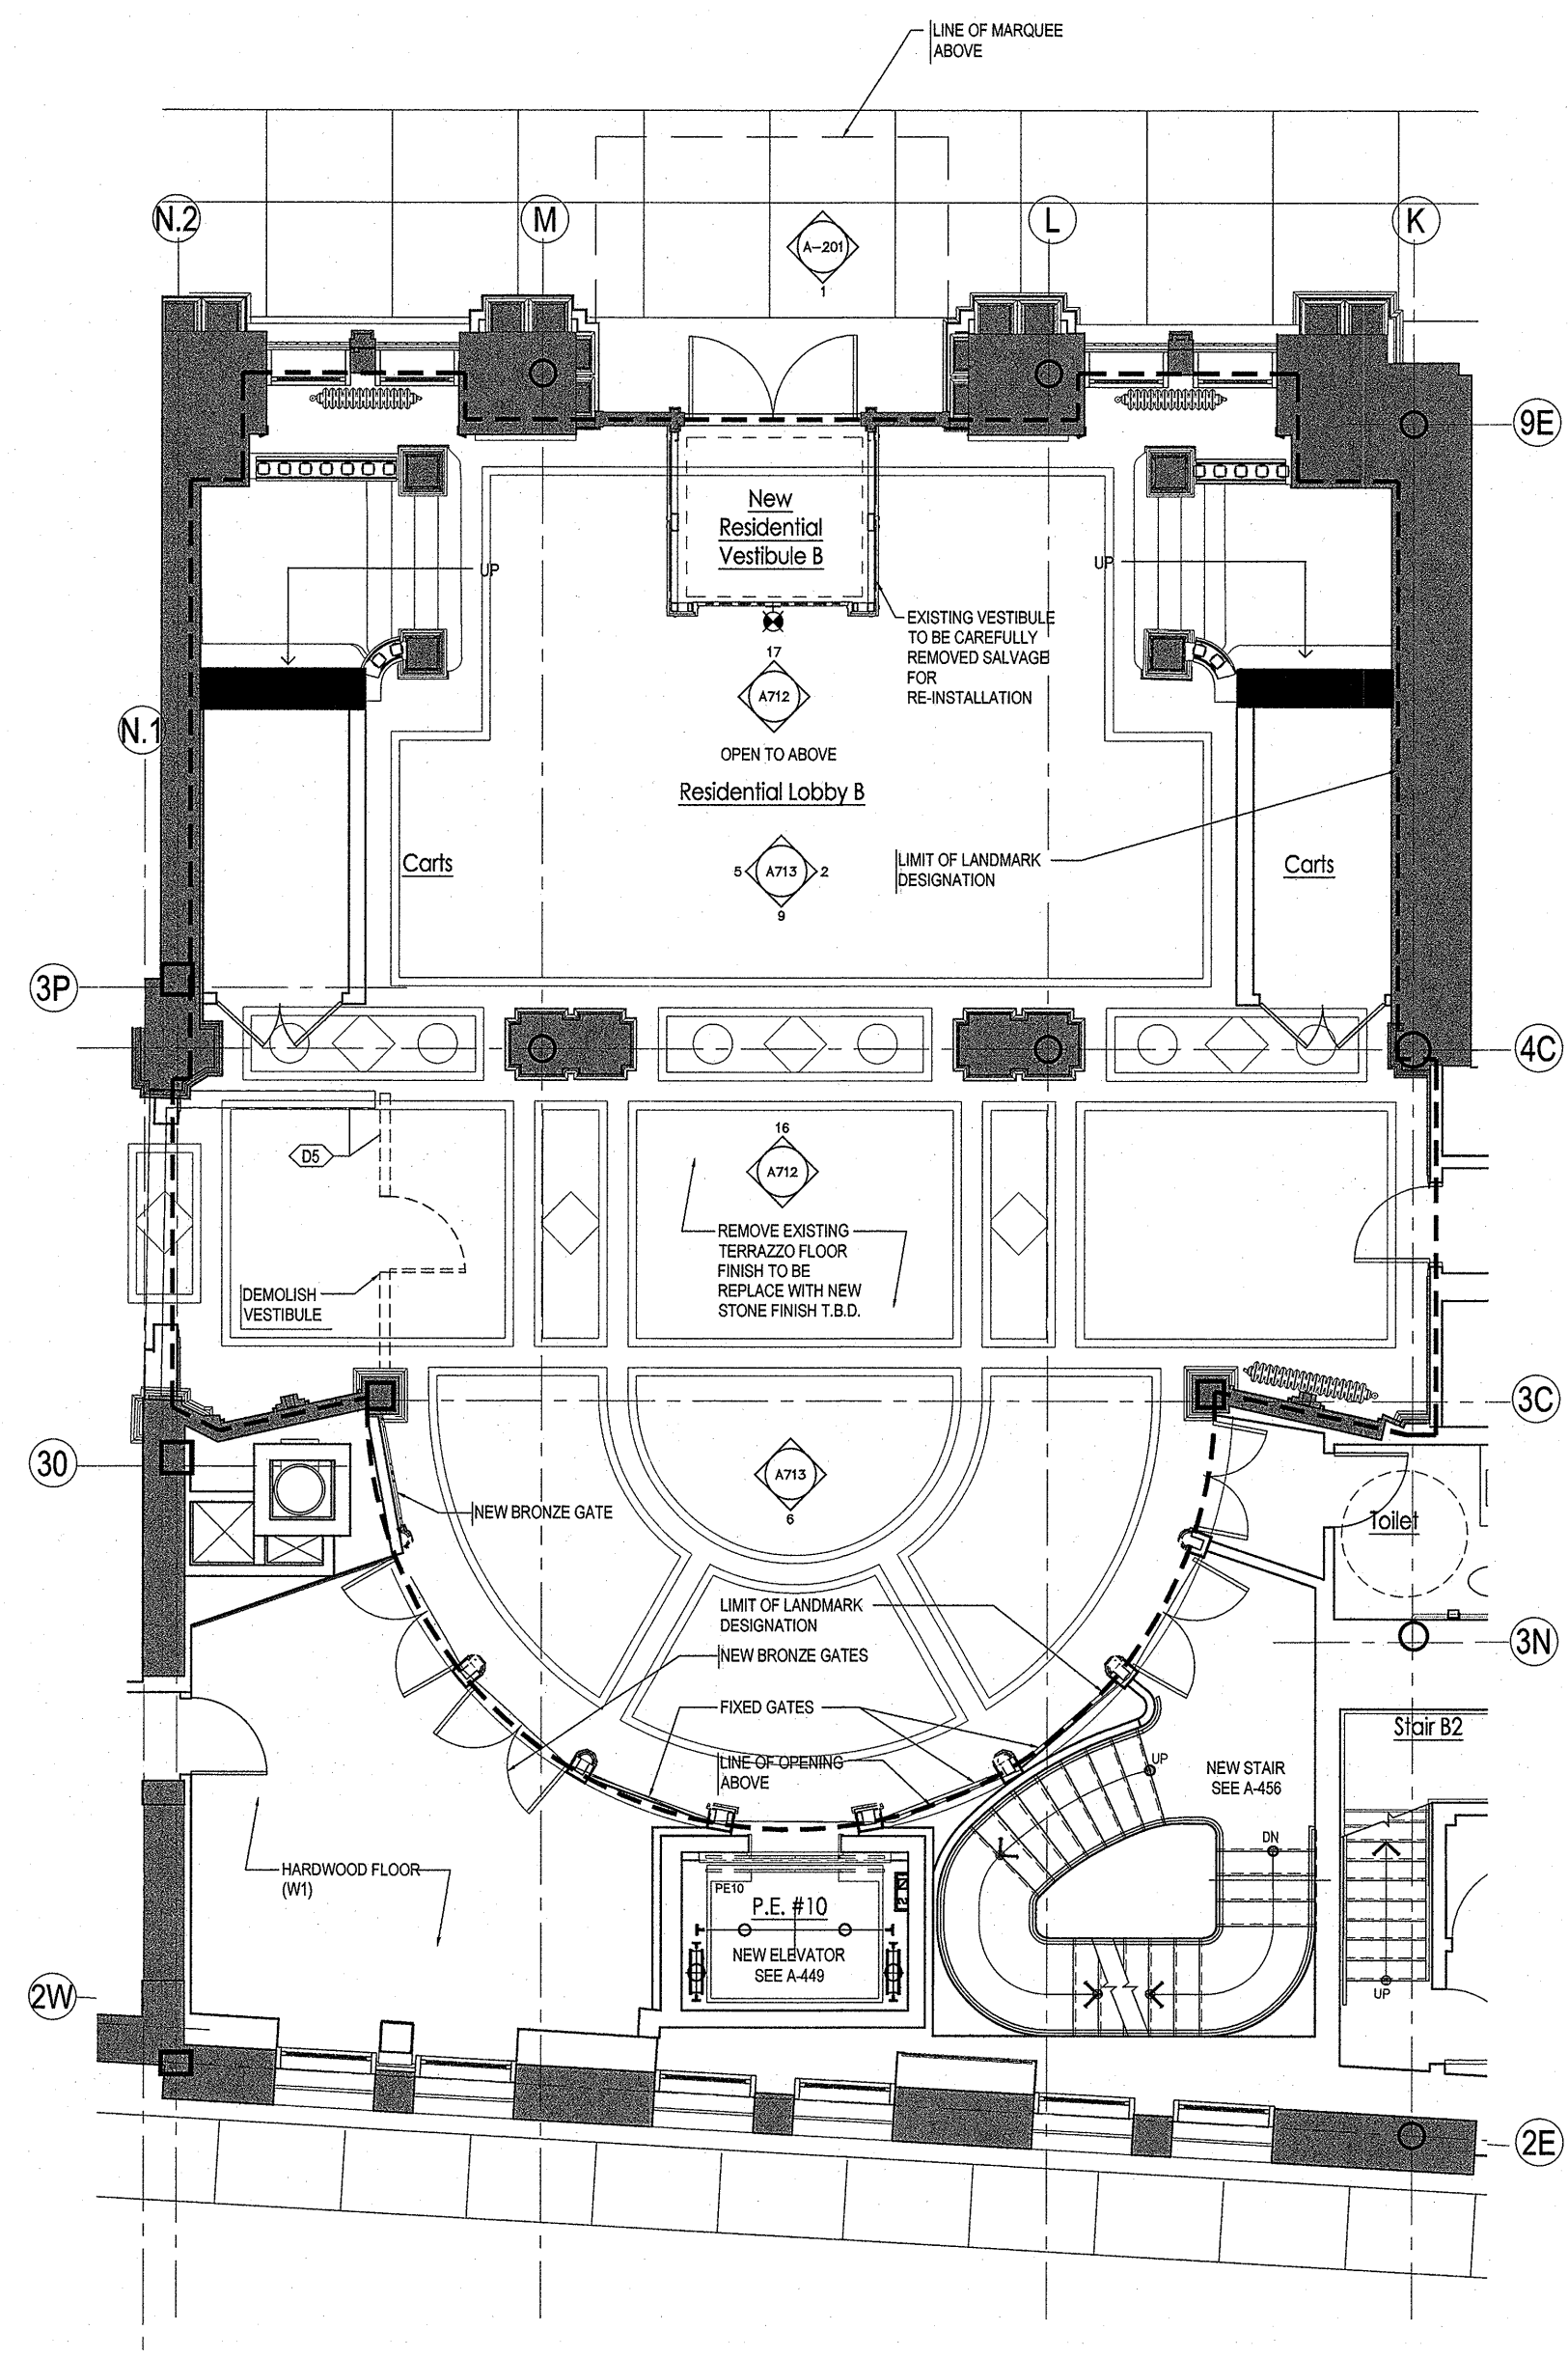 LINE OF MARQUEE
ABOVE
N.2
M
L
K
A-201
1
9E
New
Residential
Vestibule B
UP
UP
EXISTING VESTIBULE
TO BE CAREFULLY
REMOVED SALVAGE
FOR
RE-INSTALLATION
17
A712
N.1
OPEN TO ABOVE
Residential Lobby B
Carts
5
A713
2
9
LIMIT OF LANDMARK
DESIGNATION
Carts
3P
4C
D5
16
A712
REMOVE EXISTING
TERRAZZO FLOOR
FINISH TO BE
REPLACE WITH NEW
STONE FINISH T.B.D.
DEMOLISH
VESTIBULE
3C
30
A713
6
NEW BRONZE GATE
Toilet
LIMIT OF LANDMARK
DESIGNATION
3N
NEW BRONZE GATES
FIXED GATES
Stair B2
LINE OF OPENING
ABOVE
UP
NEW STAIR
SEE A-456
DN
HARDWOOD FLOOR
(W1)
PE10
P.E. #10
NEW ELEVATOR
SEE A-449
UP
2W
2E